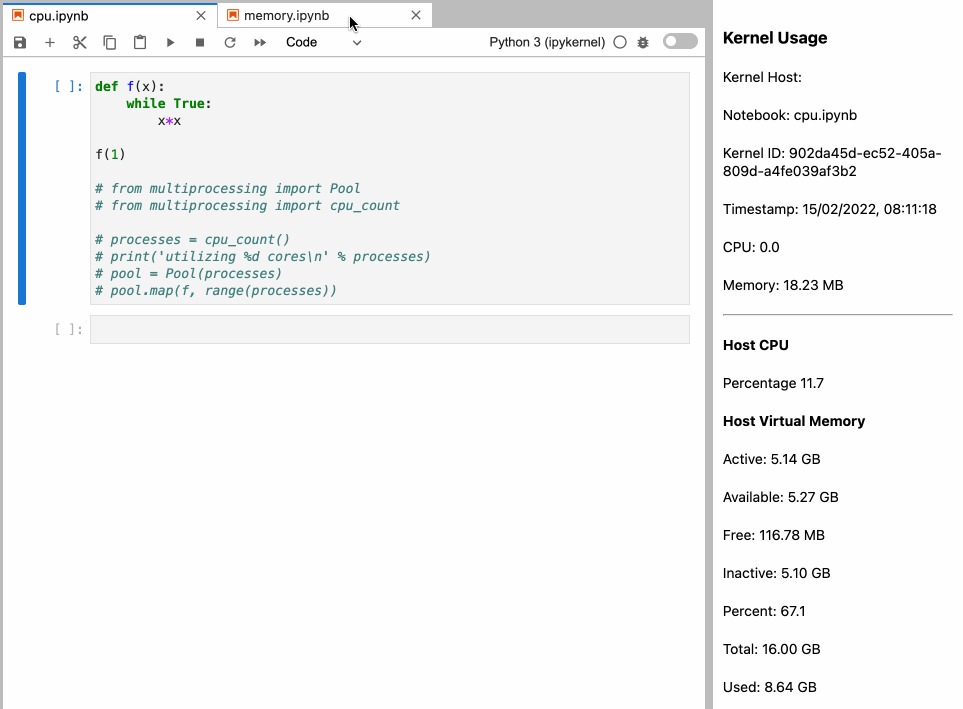 cpu.ipynb
memory.ipynb
Code
Python 3 (ipykernel)
[ ]:
def f(x):
    while True:
        x*x
f(1)
# from multiprocessing import Pool
# from multiprocessing import cpu_count
# processes = cpu_count()
# print('utilizing %d cores\n' % processes)
# pool = Pool(processes)
# pool.map(f, range(processes))
[ ]:
Kernel Usage
Kernel Host:
Notebook: cpu.ipynb
Kernel ID: 902da45d-ec52-405a-
809d-a4fe039af3b2
Timestamp: 15/02/2022, 08:11:18
CPU: 0.0
Memory: 18.23 MB
Host CPU
Percentage 11.7
Host Virtual Memory
Active: 5.14 GB
Available: 5.27 GB
Free: 116.78 MB
Inactive: 5.10 GB
Percent: 67.1
Total: 16.00 GB
Used: 8.64 GB